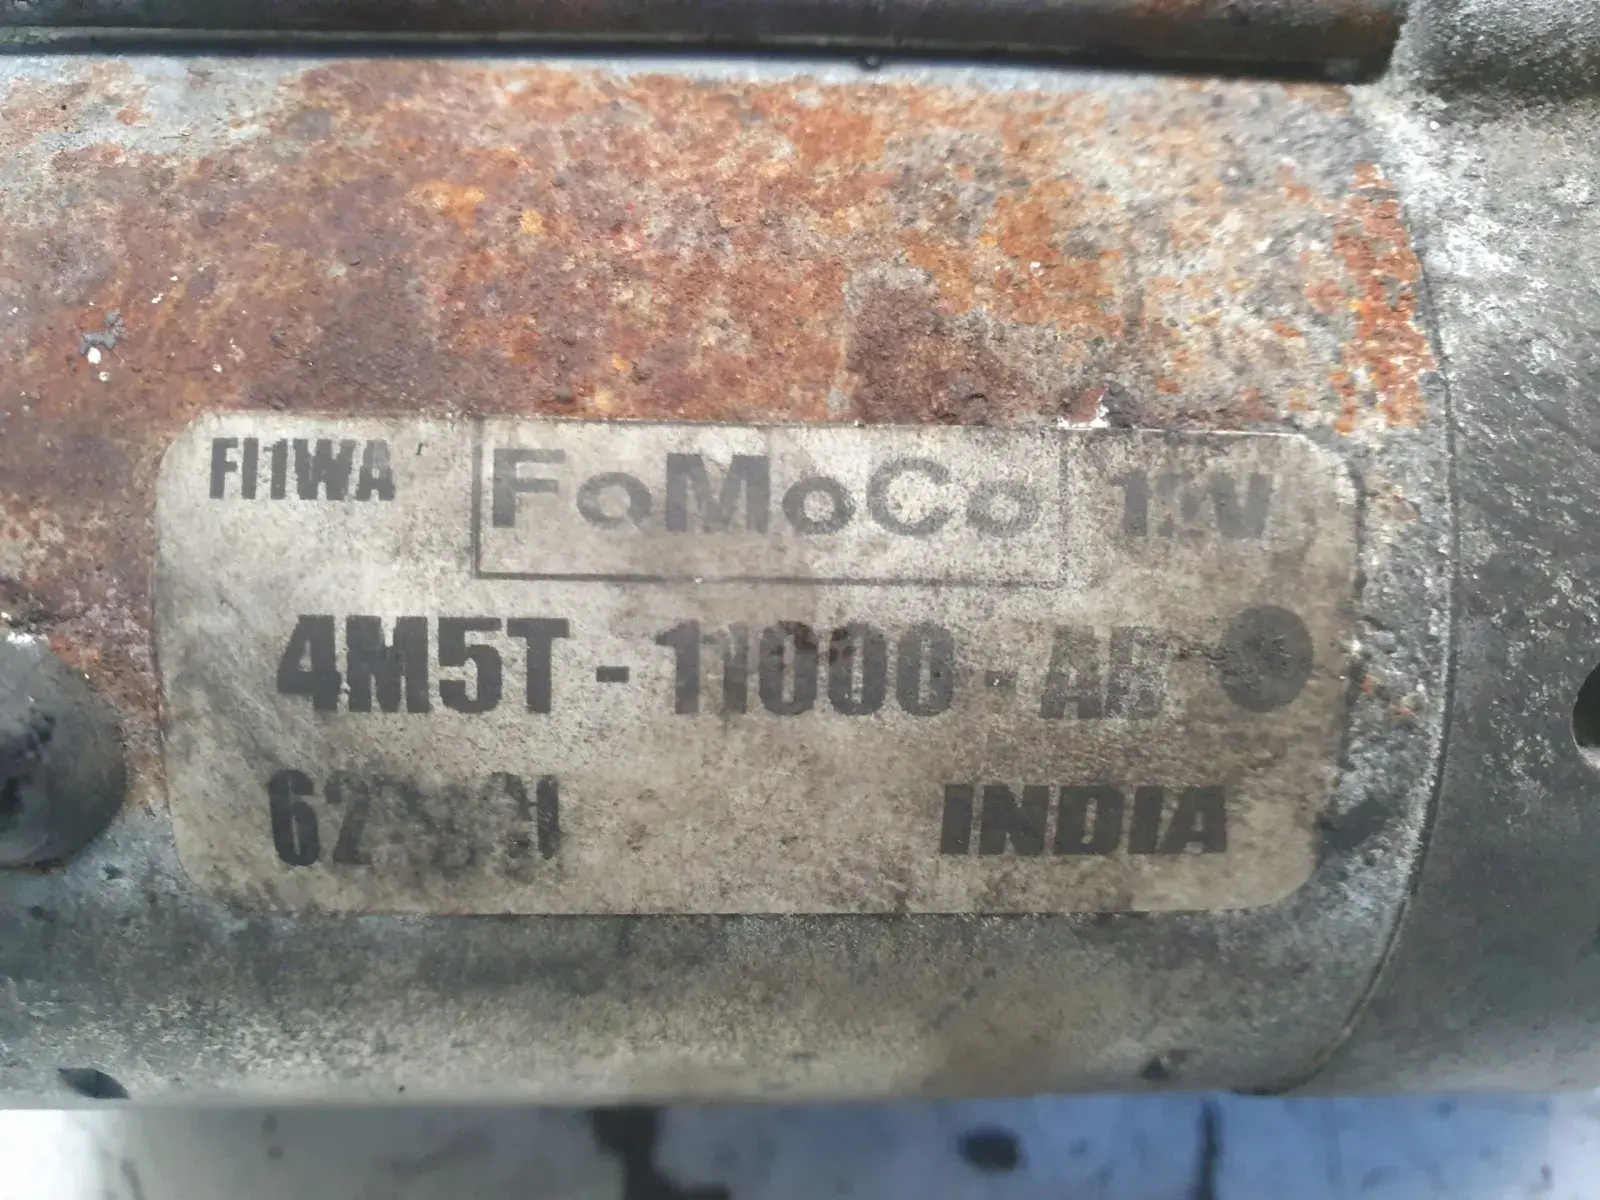 FI1WA FoMoCo 12V
4M5T-11000-AB
INDIA